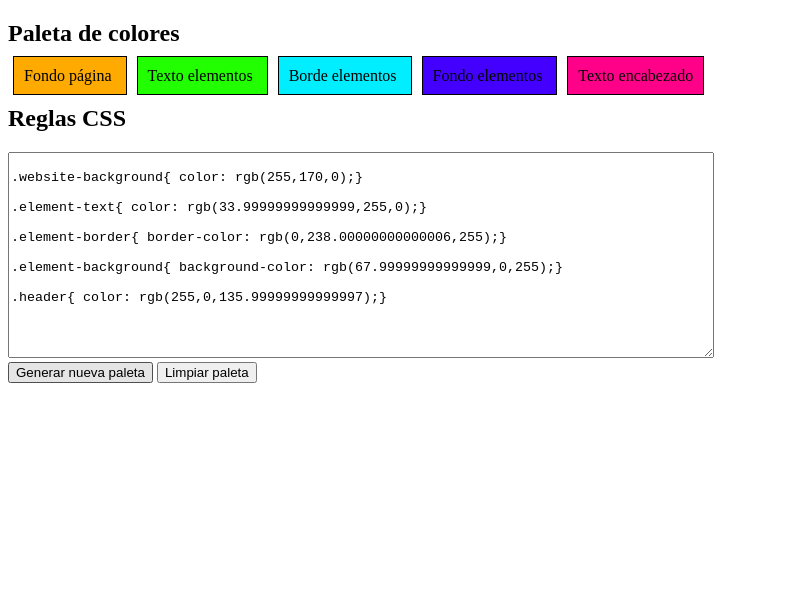 Paleta de colores
Fondo página Texto elementos Borde elementos Fondo elementos Texto encabezado
Reglas CSS
.website-background{ color: rgb(255,170,0);}
.element-text{ color: rgb(33.99999999999999,255,0);}
.element-border{ border-color: rgb(0,238.00000000000006,255);}
.element-background{ background-color: rgb(67.99999999999999,0,255);}
.header{ color: rgb(255,0,135.99999999999997);}
Generar nueva paleta Limpiar paleta